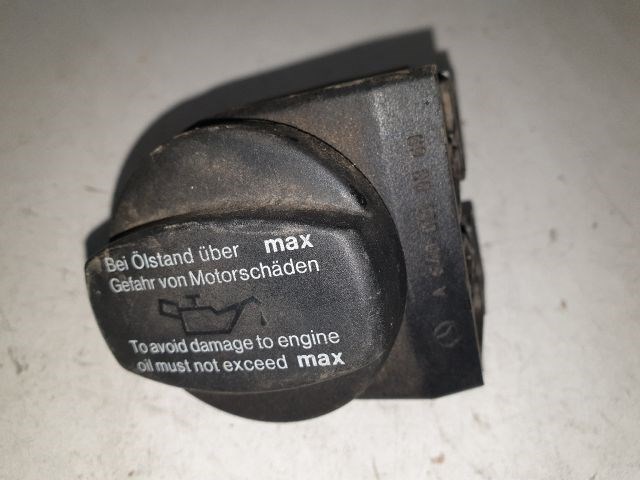 Bei Ölstand über max
Gefahr von Motorschäden
To avoid damage to engine
oil must not exceed max
A